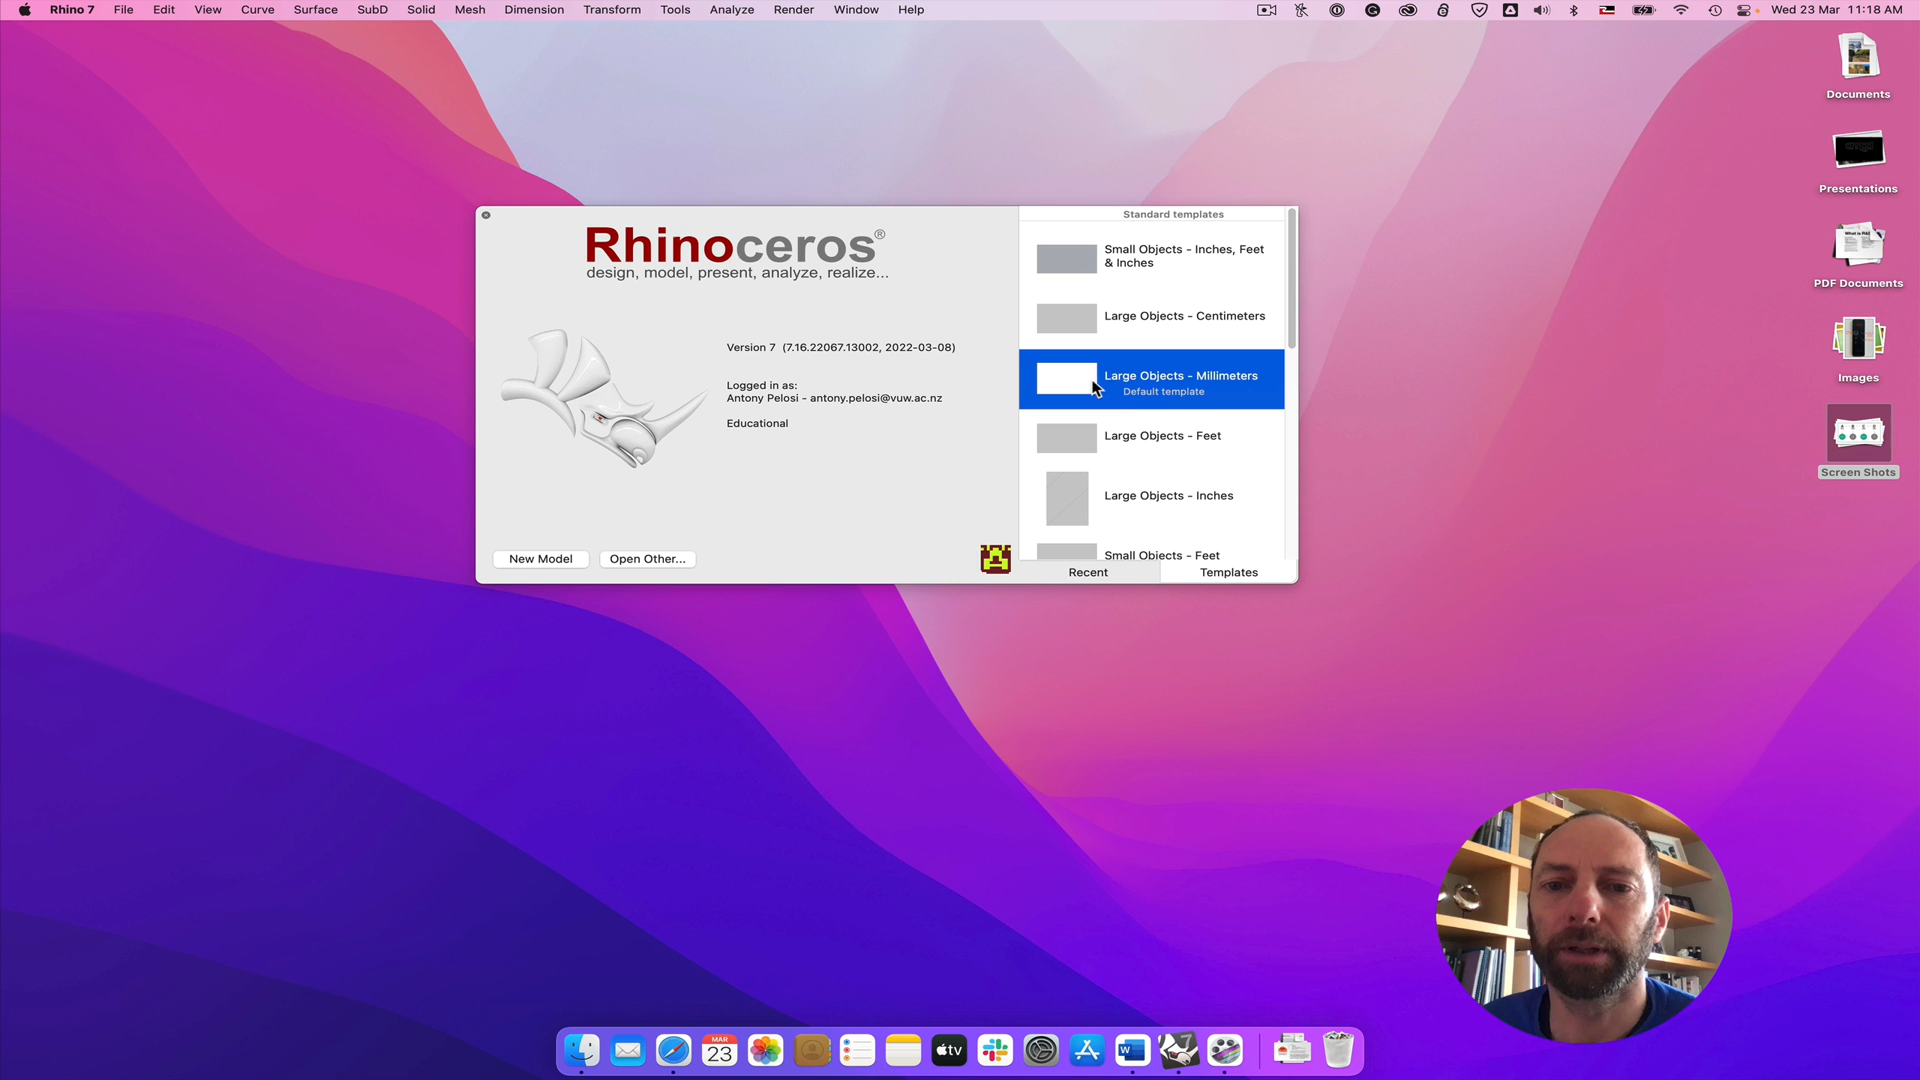 Rhino 7 File Edit View Curve Surface SubD Solid Mesh Dimension Transform Tools Analyze Render Window Help Wed 23 Mar 11:18 AM
Documents
Presentations
PDF Documents
Images
Screen Shots
Rhinoceros®
design, model, present, analyze, realize...
Version 7 (7.16.22067.13002, 2022-03-08)
Logged in as:
Antony Pelosi - antony.pelosi@vuw.ac.nz
Educational
New Model Open Other...
Standard templates
Small Objects - Inches, Feet
& Inches
Large Objects - Centimeters
Large Objects - Millimeters
Default template
Large Objects - Feet
Large Objects - Inches
Small Objects - Feet
Recent Templates
MAR
23
tv
W
7